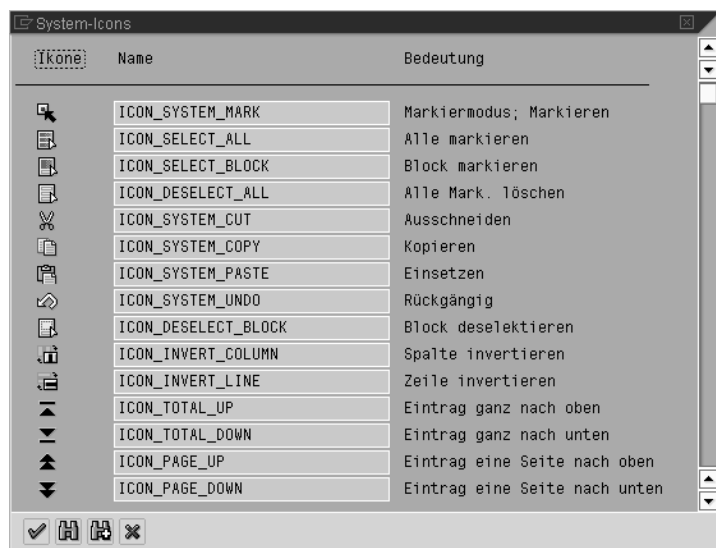 System-Icons
Ikone Name Bedeutung
ICON_SYSTEM_MARK Markiermodus; Markieren
ICON_SELECT_ALL Alle markieren
ICON_SELECT_BLOCK Block markieren
ICON_DESELECT_ALL Alle Mark. löschen
ICON_SYSTEM_CUT Ausschneiden
ICON_SYSTEM_COPY Kopieren
ICON_SYSTEM_PASTE Einsetzen
ICON_SYSTEM_UNDO Rückgängig
ICON_DESELECT_BLOCK Block deselektieren
ICON_INVERT_COLUMN Spalte invertieren
ICON_INVERT_LINE Zeile invertieren
ICON_TOTAL_UP Eintrag ganz nach oben
ICON_TOTAL_DOWN Eintrag ganz nach unten
ICON_PAGE_UP Eintrag eine Seite nach oben
ICON_PAGE_DOWN Eintrag eine Seite nach unten